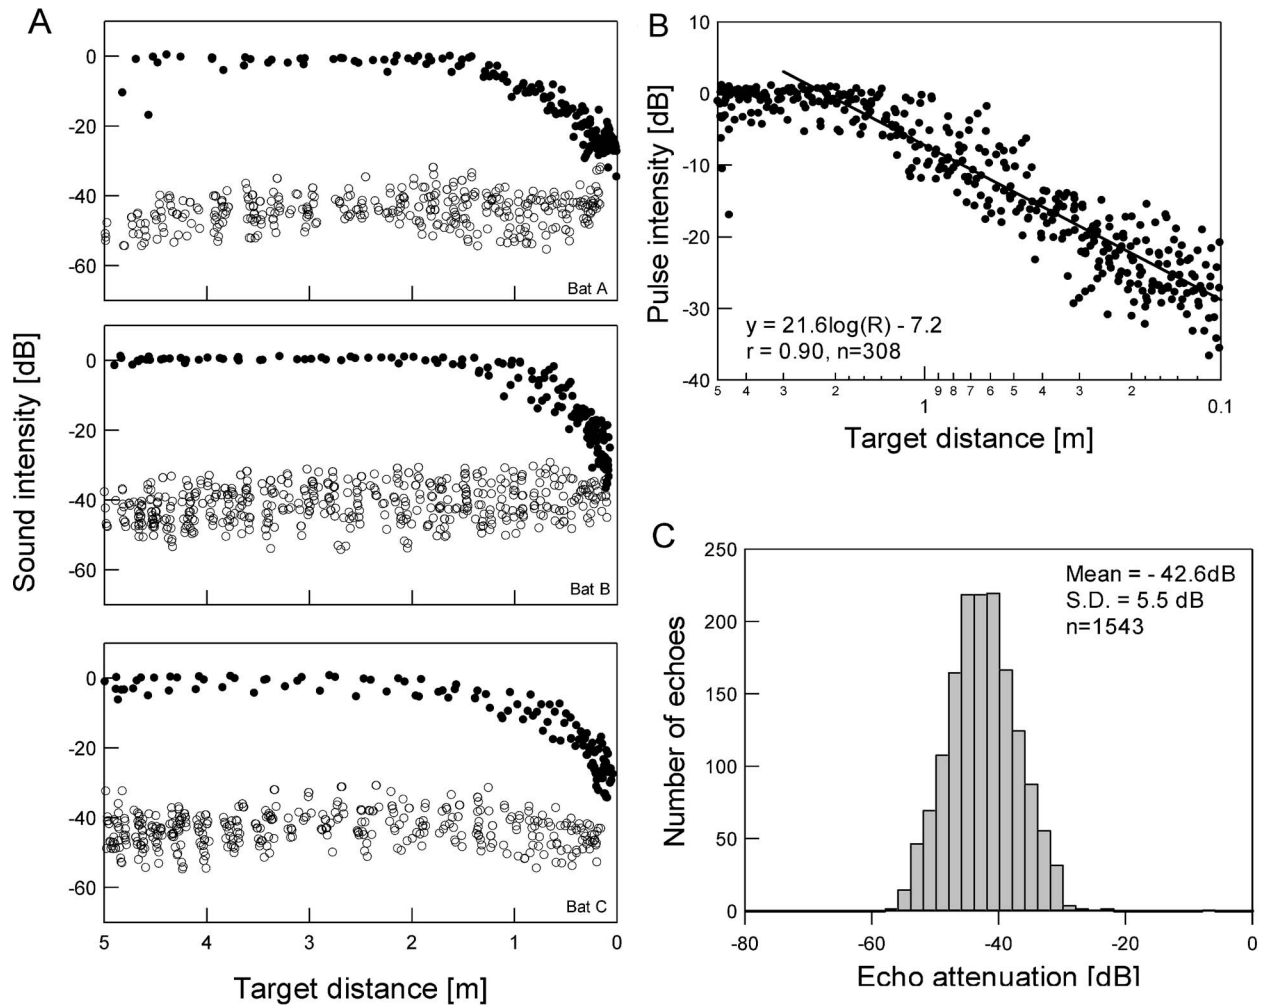 A
Sound intensity [dB]
0
-20
-40
-60
Bat A
0
-20
-40
-60
Bat B
0
-20
-40
-60
Bat C
5 4 3 2 1 0
Target distance [m]
B
Pulse intensity [dB]
10
0
-10
-20
-30
-40
y = 21.6log(R) - 7.2
r = 0.90, n=308
5 4 3 2 9 8 7 6 5 4 3 2
1 0.1
Target distance [m]
C
Number of echoes
250
200
150
100
50
0
Mean = - 42.6dB
S.D. = 5.5 dB
n=1543
-80 -60 -40 -20 0
Echo attenuation [dB]